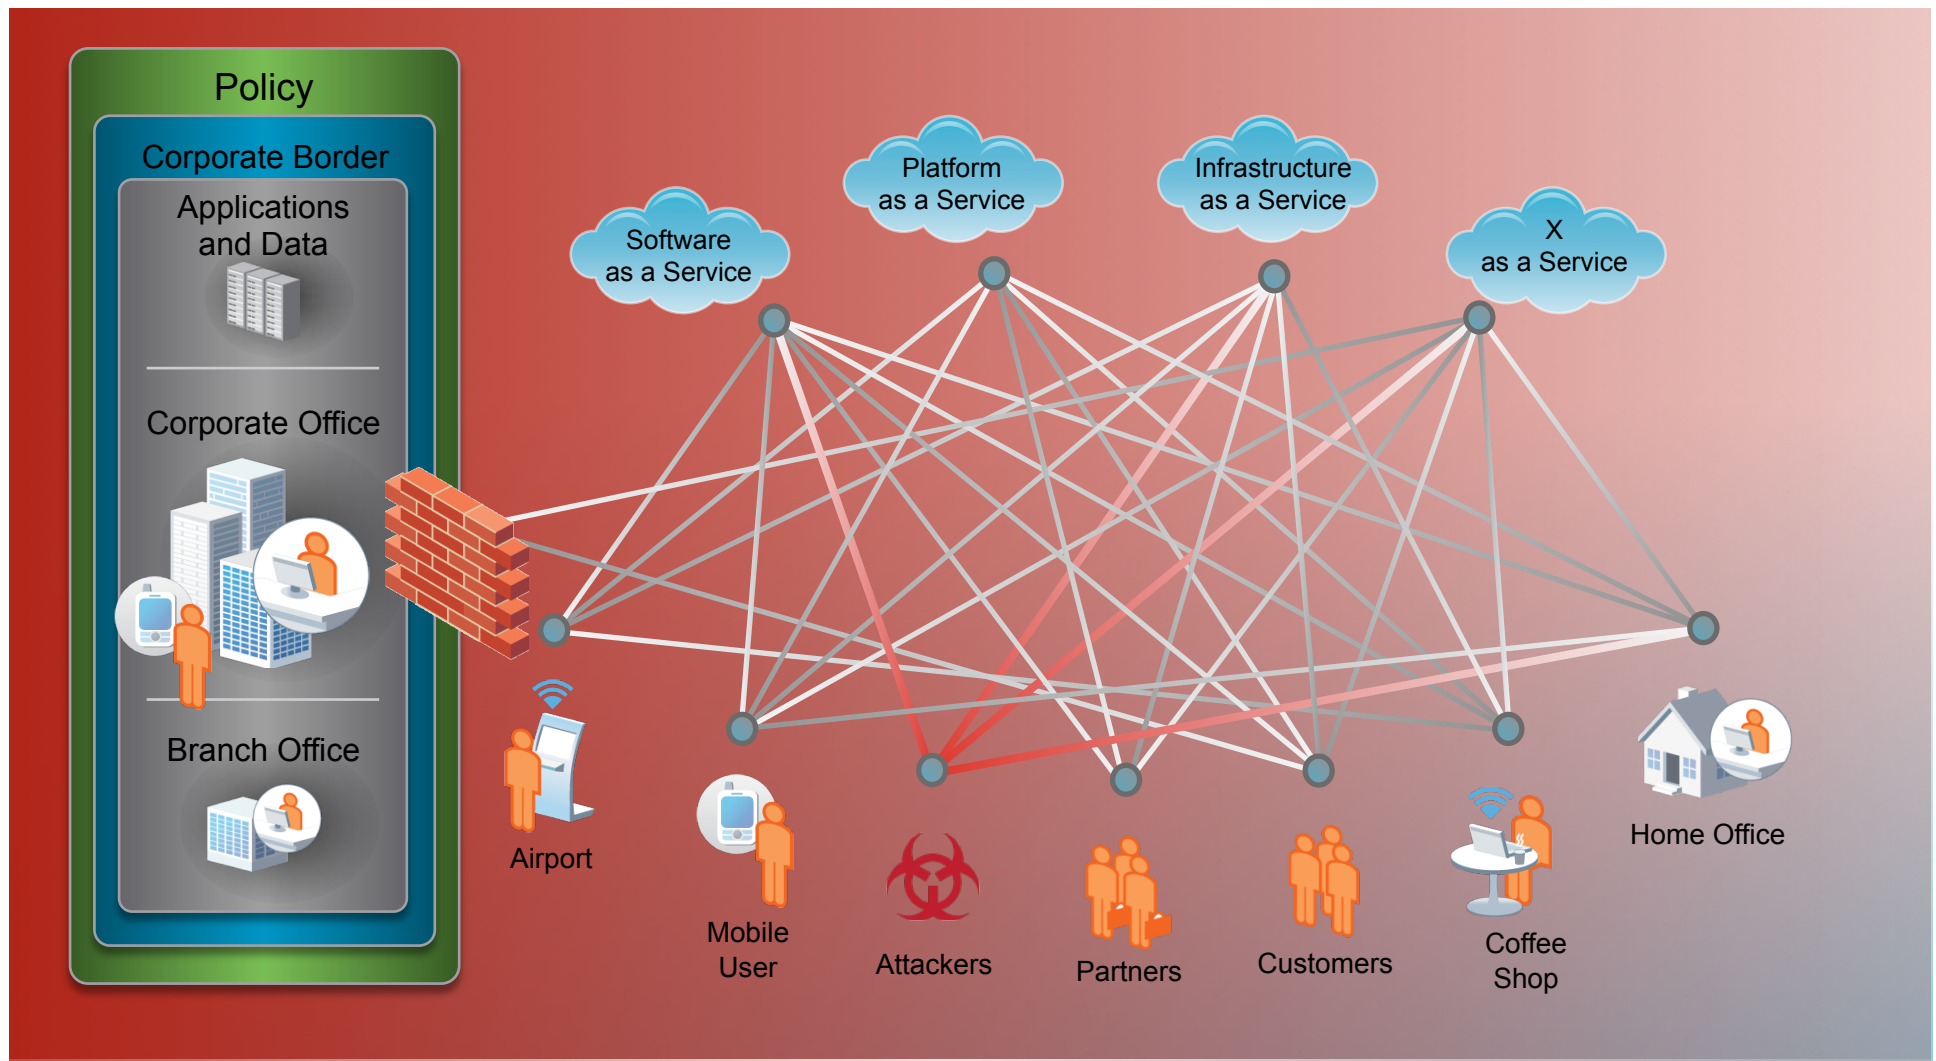 Policy
Corporate Border
Applications
and Data
Corporate Office
Branch Office
Software
as a Service
Platform
as a Service
Infrastructure
as a Service
X
as a Service
Airport
Mobile
User
Attackers
Partners
Customers
Coffee
Shop
Home Office